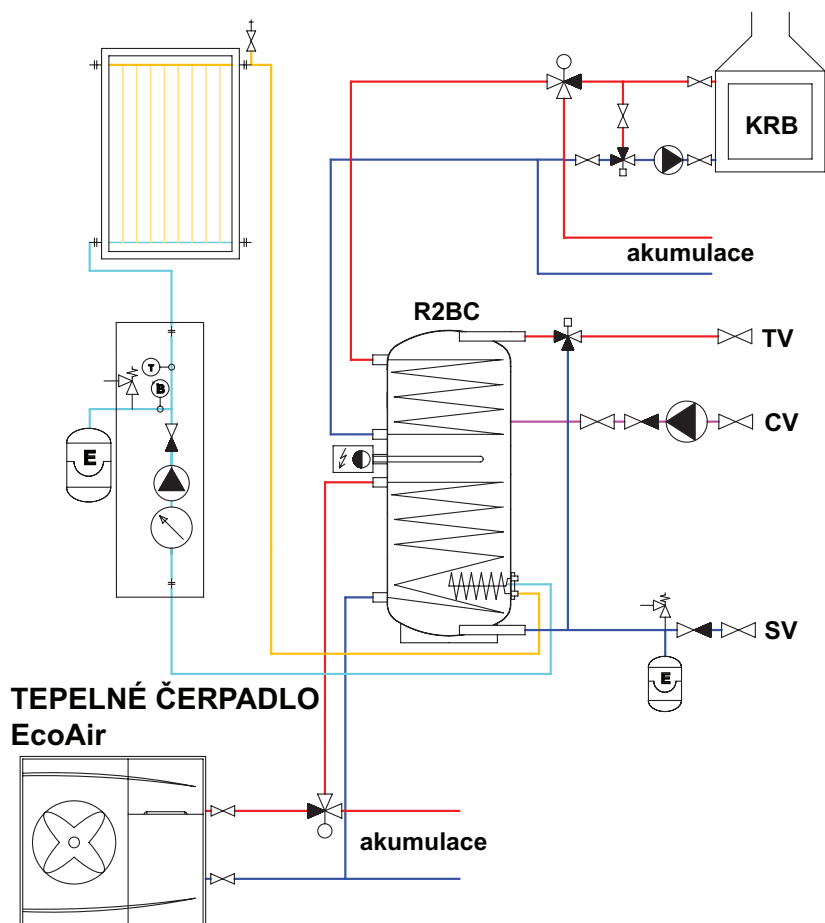 KRB
akumulace
R2BC
TV
T
B
CV
E
SV
E
TEPELNÉ ČERPADLO
EcoAir
akumulace